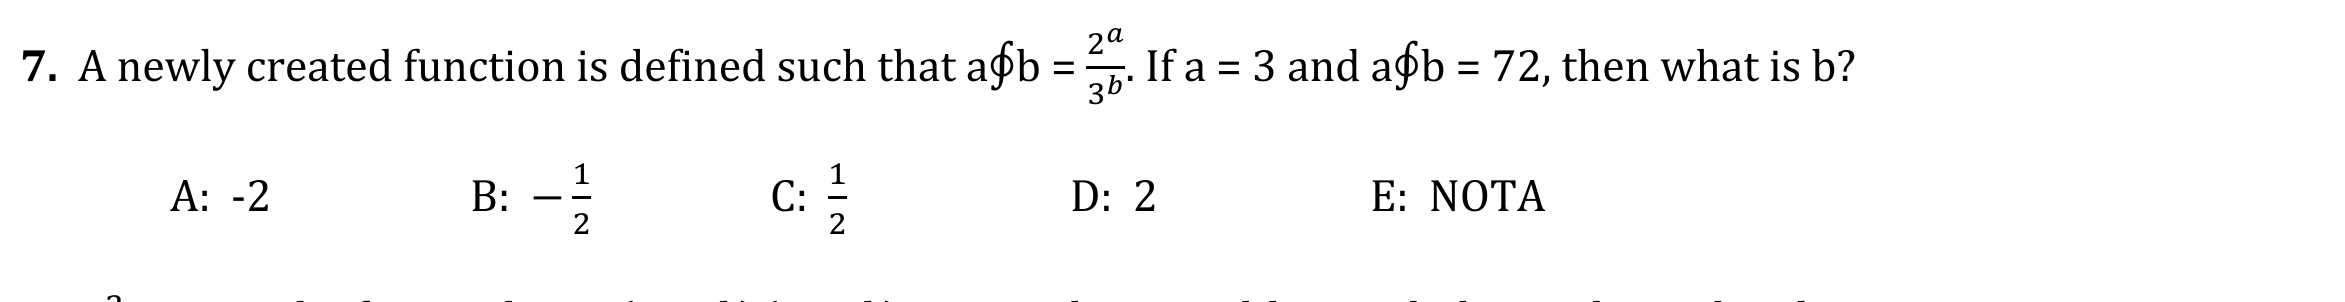 7. A newly created function is defined such that a∮b = 2^a/3^b. If a = 3 and a∮b = 72, then what is b?
A: -2 B: −1/2 C: 1/2 D: 2 E: NOTA